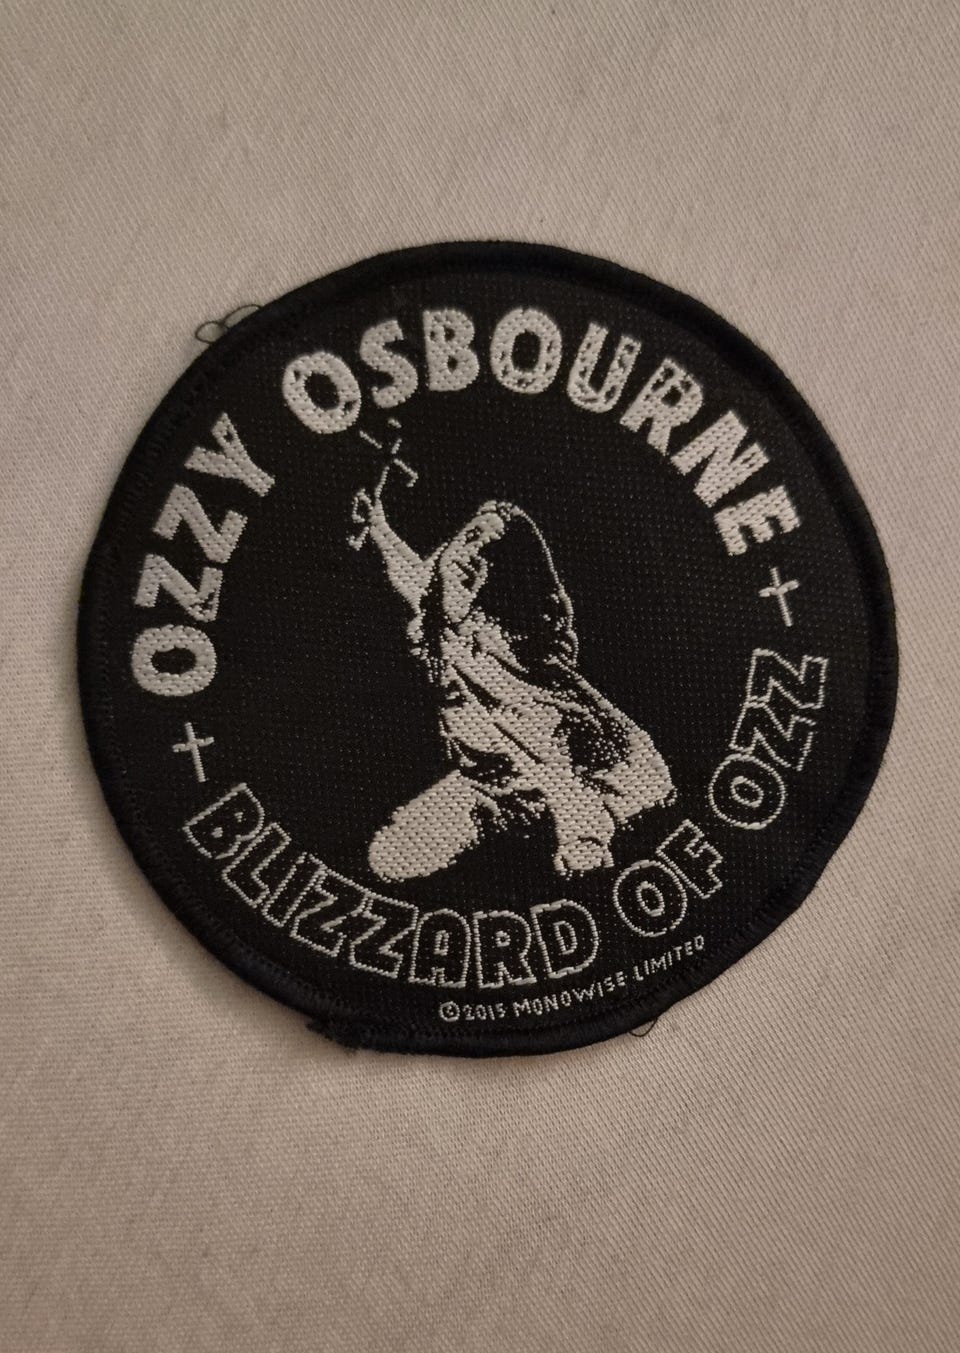 OZZY OSBOURNE
BLIZZARD OF OZZ
©2015 MONOWISE LIMITED